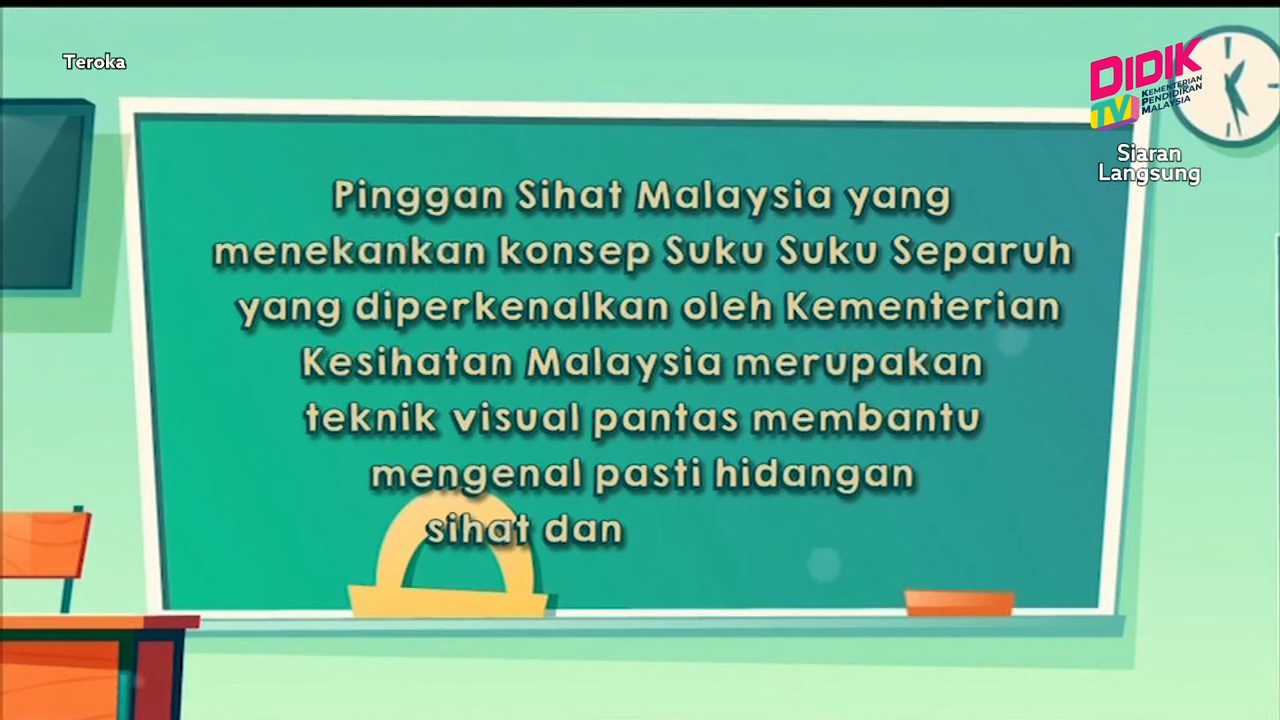 Teroka
DIDIK
TV
KEMENTERIAN
PENDIDIKAN
MALAYSIA
Siaran
Langsung
Pinggan Sihat Malaysia yang
menekankan konsep Suku Suku Separuh
yang diperkenalkan oleh Kementerian
Kesihatan Malaysia merupakan
teknik visual pantas membantu
mengenal pasti hidangan
sihat dan